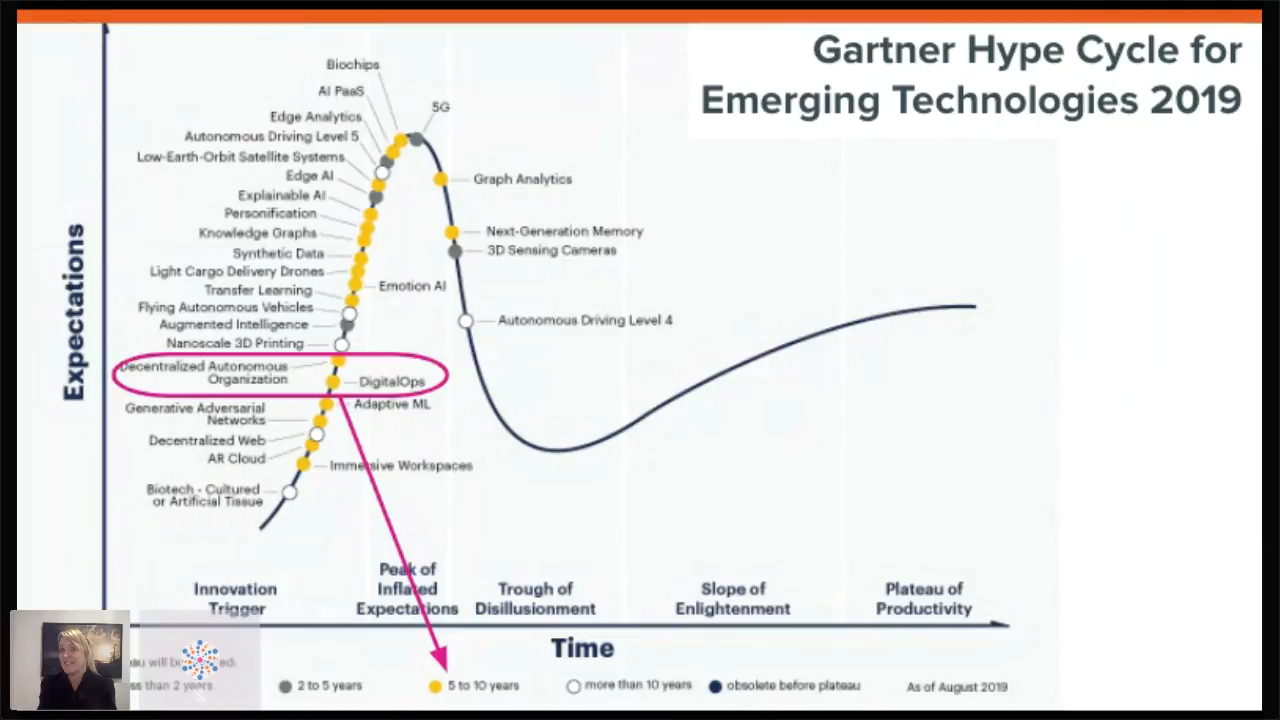 Gartner Hype Cycle for
Emerging Technologies 2019
Expectations
Biochips
AI PaaS
5G
Edge Analytics
Autonomous Driving Level 5
Low-Earth-Orbit Satellite Systems
Edge AI
Explainable AI
Personification
Knowledge Graphs
Synthetic Data
Light Cargo Delivery Drones
Transfer Learning
Flying Autonomous Vehicles
Augmented Intelligence
Nanoscale 3D Printing
Decentralized Autonomous
Organization
Generative Adversarial
Networks
Decentralized Web
AR Cloud
Biotech - Cultured
or Artificial Tissue
Emotion AI
DigitalOps
Adaptive ML
Immersive Workspaces
Graph Analytics
Next-Generation Memory
3D Sensing Cameras
Autonomous Driving Level 4
Innovation
Trigger
Peak of
Inflated
Expectations
Trough of
Disillusionment
Slope of
Enlightenment
Plateau of
Productivity
Time
will be
than 2 years
2 to 5 years
5 to 10 years
more than 10 years
obsolete before plateau
As of August 2019